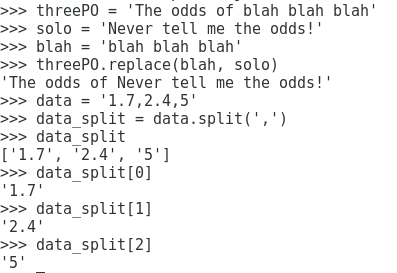 >>> threePO = 'The odds of blah blah blah'
>>> solo = 'Never tell me the odds!'
>>> blah = 'blah blah blah'
>>> threePO.replace(blah, solo)
'The odds of Never tell me the odds!'
>>> data = '1.7,2.4,5'
>>> data_split = data.split(',')
>>> data_split
['1.7', '2.4', '5']
>>> data_split[0]
'1.7'
>>> data_split[1]
'2.4'
>>> data_split[2]
'5' _